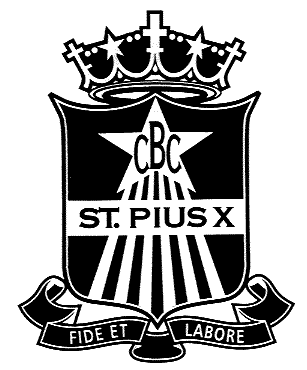 CBC
ST. PIUS X
FIDE ET LABORE